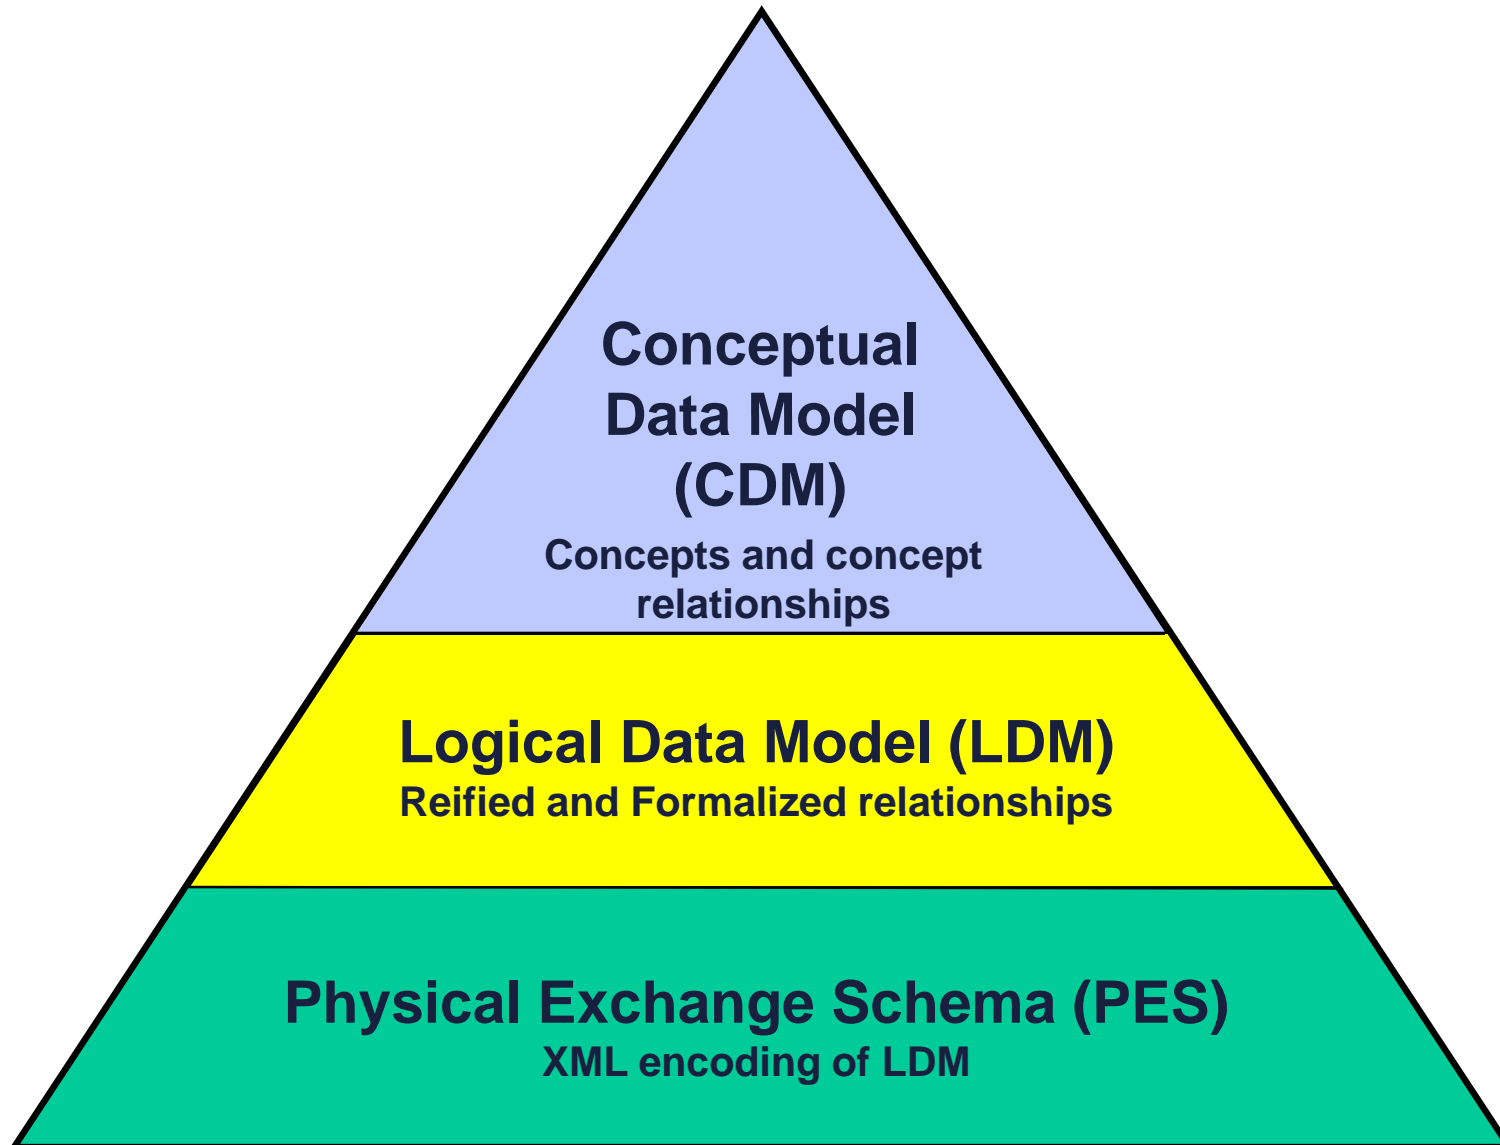 Conceptual
Data Model
(CDM)
Concepts and concept
relationships
Logical Data Model (LDM)
Reified and Formalized relationships
Physical Exchange Schema (PES)
XML encoding of LDM